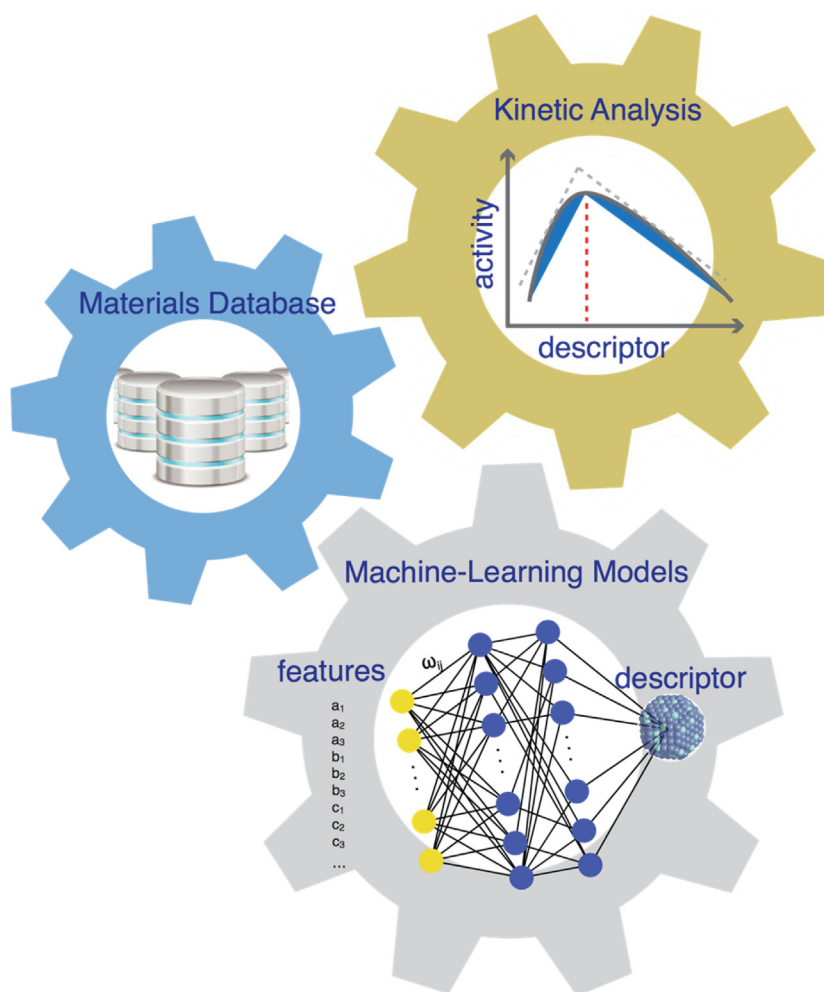 Kinetic Analysis
activity
descriptor
Materials Database
Machine-Learning Models
features
ω_ij
descriptor
a₁
a₂
a₃
b₁
b₂
b₃
c₁
c₂
c₃
...